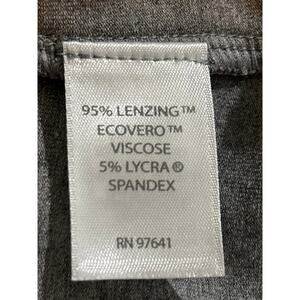 95% LENZING™
ECOVERO™
VISCOSE
5% LYCRA®
SPANDEX
RN 97641